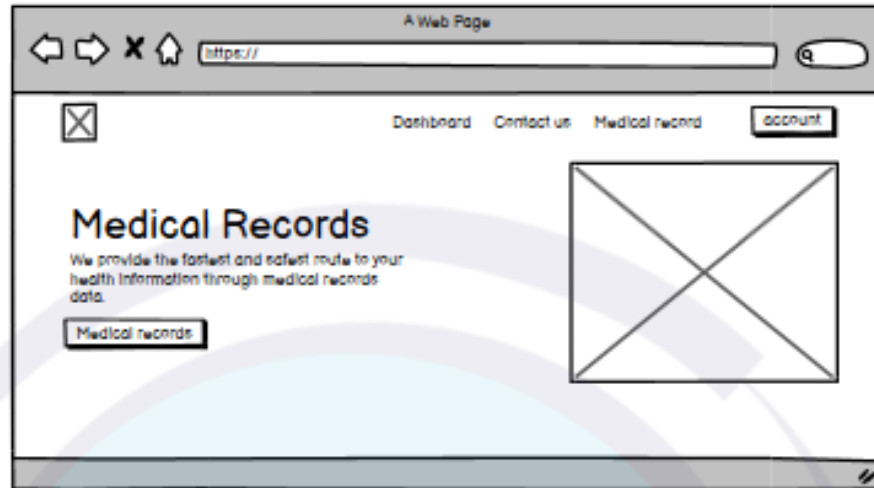 A Web Page
https://
Dashboard Contact us Medical record account
Medical Records
We provide the fastest and safest route to your
health information through medical records
data.
Medical records